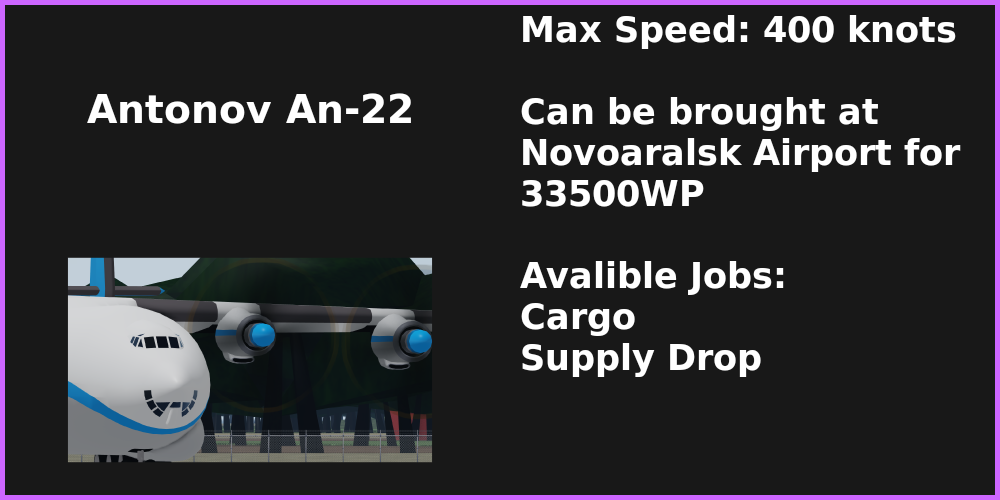 Antonov An-22
Max Speed: 400 knots
Can be brought at
Novoaralsk Airport for
33500WP
Avalible Jobs:
Cargo
Supply Drop